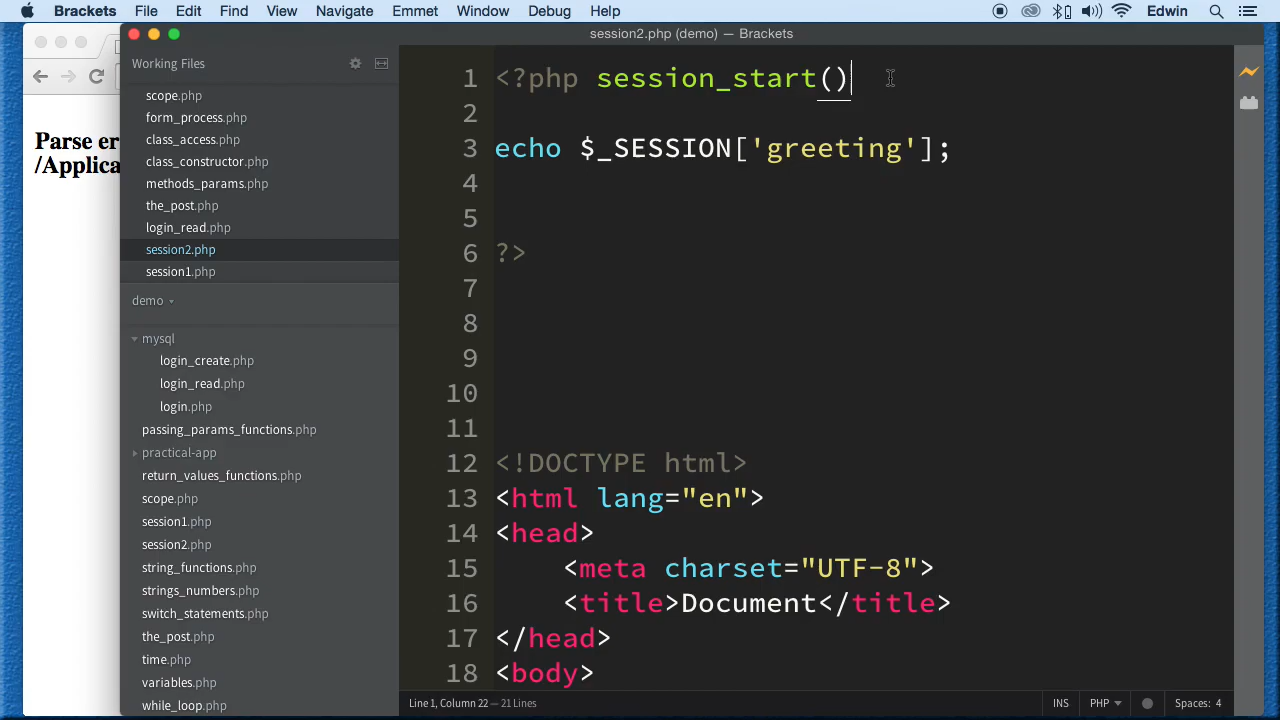 Brackets File Edit Find View Navigate Emmet Window Debug Help Edwin
session2.php (demo) — Brackets
Working Files
scope.php
form_process.php
class_access.php
class_constructor.php
methods_params.php
the_post.php
login_read.php
session2.php
session1.php
demo
mysql
login_create.php
login_read.php
login.php
passing_params_functions.php
practical-app
return_values_functions.php
scope.php
session1.php
session2.php
string_functions.php
strings_numbers.php
switch_statements.php
the_post.php
time.php
variables.php
while_loop.php
Parse er
/Applica
1 <?php session_start()
2
3 echo $_SESSION['greeting'];
4
5
6 ?>
7
8
9
10
11
12 <!DOCTYPE html>
13 <html lang="en">
14 <head>
15 <meta charset="UTF-8">
16 <title>Document</title>
17 </head>
18 <body>
Line 1, Column 22 — 21 Lines INS PHP Spaces: 4